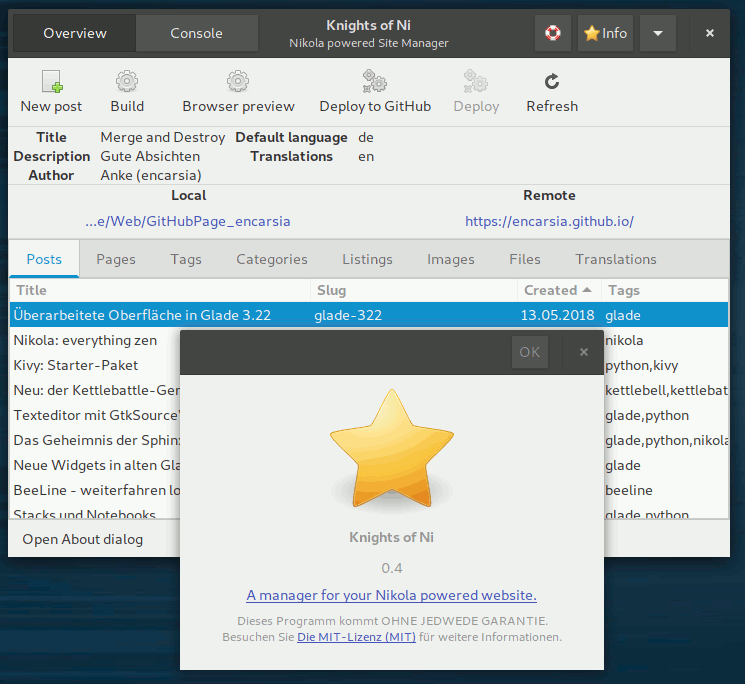 Overview Console Knights of Ni Info
Nikola powered Site Manager
New post Build Browser preview Deploy to GitHub Deploy Refresh
Title Merge and Destroy Default language de
Description Gute Absichten Translations en
Author Anke (encarsia)
Local Remote
...e/Web/GitHubPage_encarsia https://encarsia.github.io/
Posts Pages Tags Categories Listings Images Files Translations
Title Slug Created Tags
Überarbeitete Oberfläche in Glade 3.22 glade-322 13.05.2018 glade
Nikola: everything zen nikola
Kivy: Starter-Paket python,kivy
Neu: der Kettlebattle-Ger kettlebell,kettlebat
Texteditor mit GtkSource glade,python
Das Geheimnis der Sphin glade,python,nikola
Neue Widgets in alten Gla glade
BeeLine - weiterfahren lo beeline
Stacks und Notebooks glade,python
Open About dialog
OK
Knights of Ni
0.4
A manager for your Nikola powered website.
Dieses Programm kommt OHNE JEDWEDE GARANTIE.
Besuchen Sie Die MIT-Lizenz (MIT) für weitere Informationen.